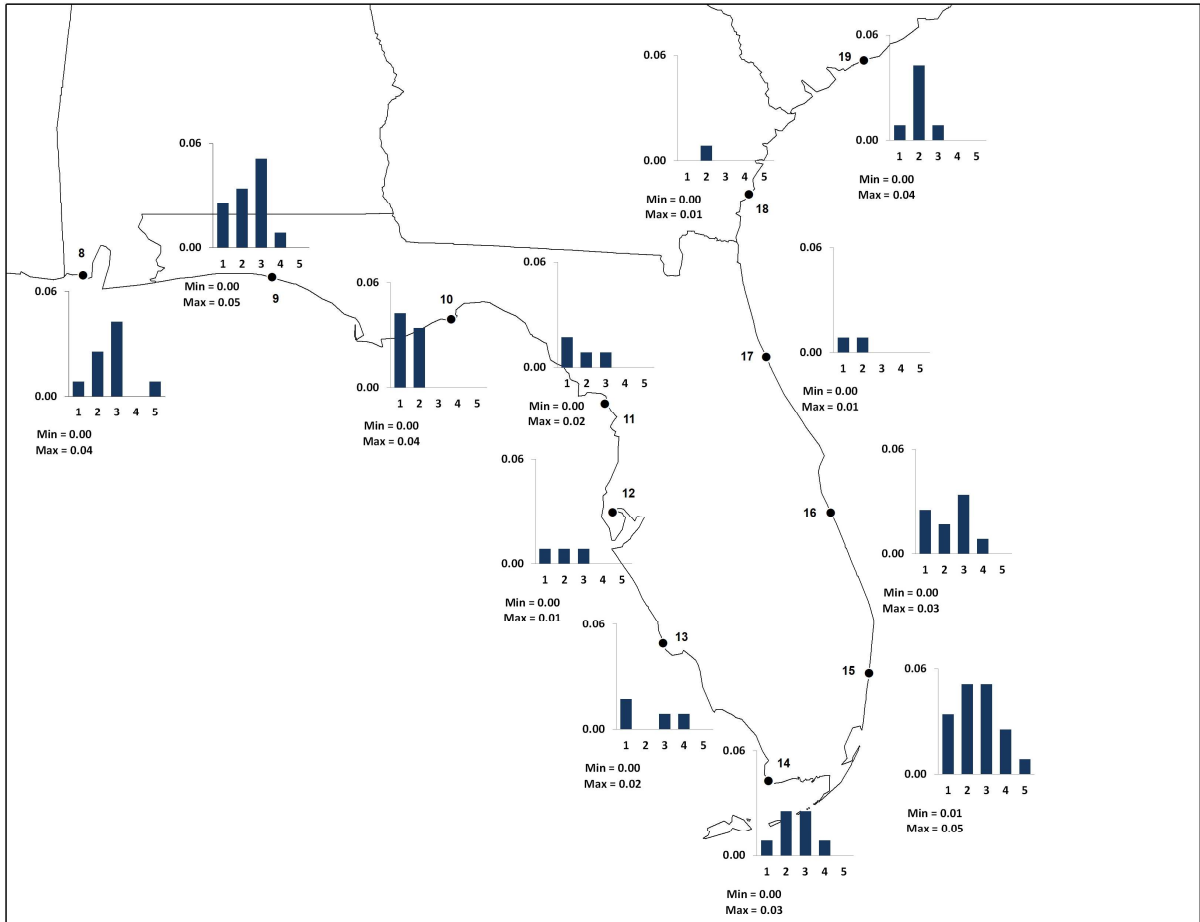 0.06
19
0.00
1 2 3 4 5
Min = 0.00
Max = 0.04
0.06
0.00
1 2 3 4 5
Min = 0.00
Max = 0.01
18
0.06
0.00
1 2 3 4 5
Min = 0.00
Max = 0.05
9
8
0.06
0.00
1 2 3 4 5
Min = 0.00
Max = 0.04
0.06
10
0.00
1 2 3 4 5
Min = 0.00
Max = 0.04
0.06
0.00
1 2 3 4 5
Min = 0.00
Max = 0.02
11
0.06
17
0.00
1 2 3 4 5
Min = 0.00
Max = 0.01
0.06
12
0.00
1 2 3 4 5
Min = 0.00
Max = 0.01
0.06
16
0.00
1 2 3 4 5
Min = 0.00
Max = 0.03
0.06
13
0.00
1 2 3 4 5
Min = 0.00
Max = 0.02
15
0.06
0.00
1 2 3 4 5
Min = 0.01
Max = 0.05
0.06
14
0.00
1 2 3 4 5
Min = 0.00
Max = 0.03